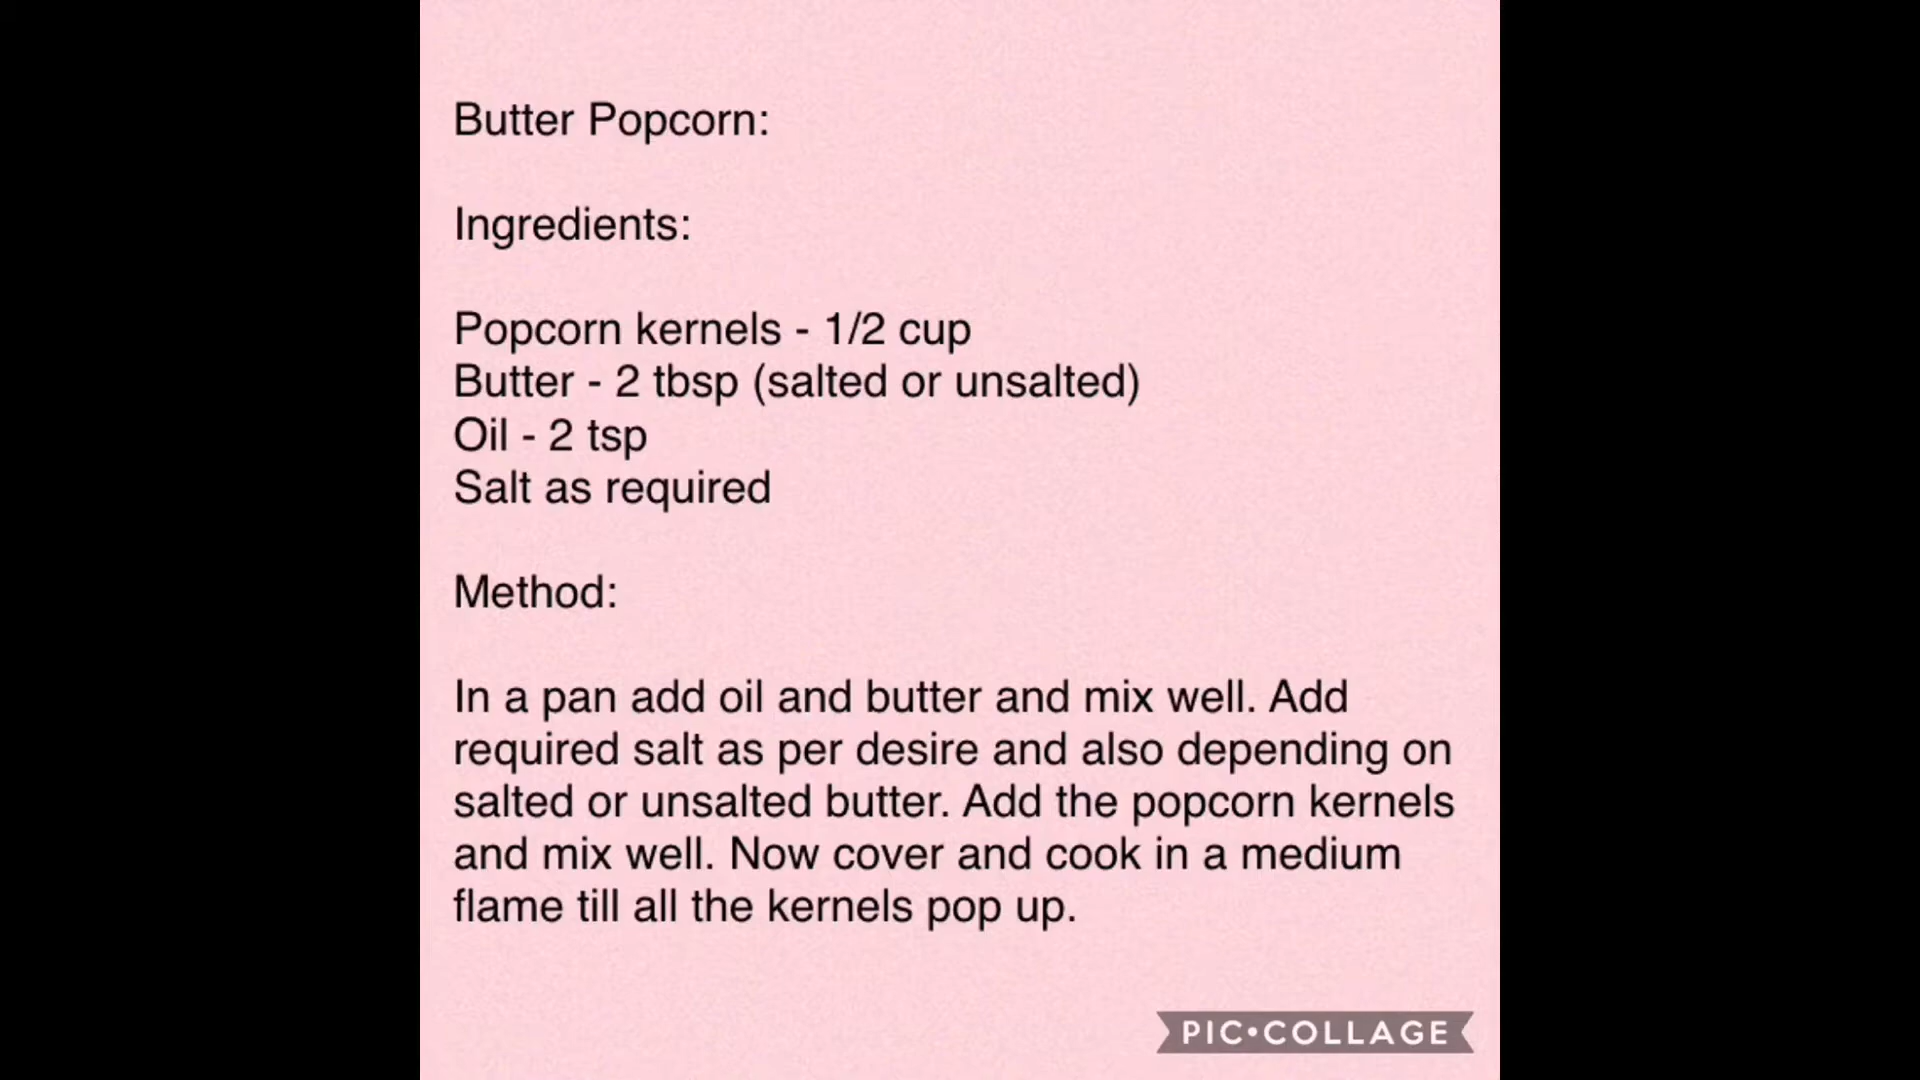 Butter Popcorn:
Ingredients:
Popcorn kernels - 1/2 cup
Butter - 2 tbsp (salted or unsalted)
Oil - 2 tsp
Salt as required
Method:
In a pan add oil and butter and mix well. Add
required salt as per desire and also depending on
salted or unsalted butter. Add the popcorn kernels
and mix well. Now cover and cook in a medium
flame till all the kernels pop up.
PIC•COLLAGE